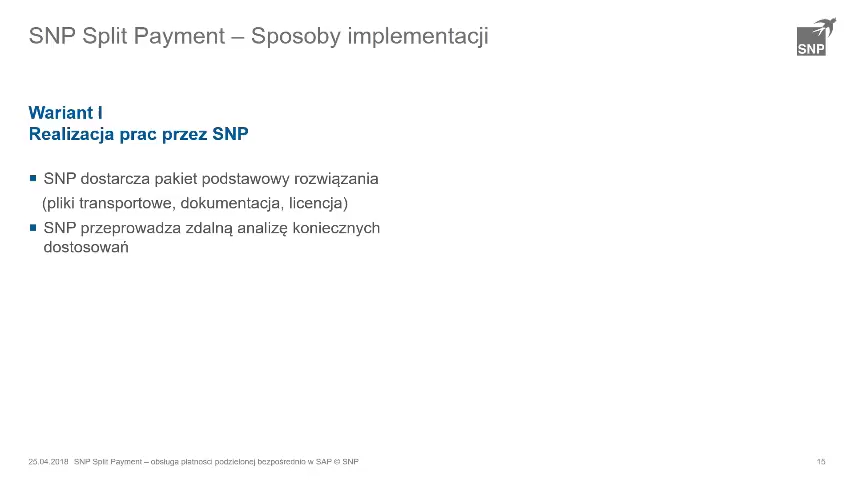 SNP Split Payment – Sposoby implementacji
SNP
Wariant I
Realizacja prac przez SNP
SNP dostarcza pakiet podstawowy rozwiązania
(pliki transportowe, dokumentacja, licencja)
SNP przeprowadza zdalną analizę koniecznych
dostosowań
25.04.2018 SNP Split Payment – obsługa płatności podzielonej bezpośrednio w SAP © SNP
15